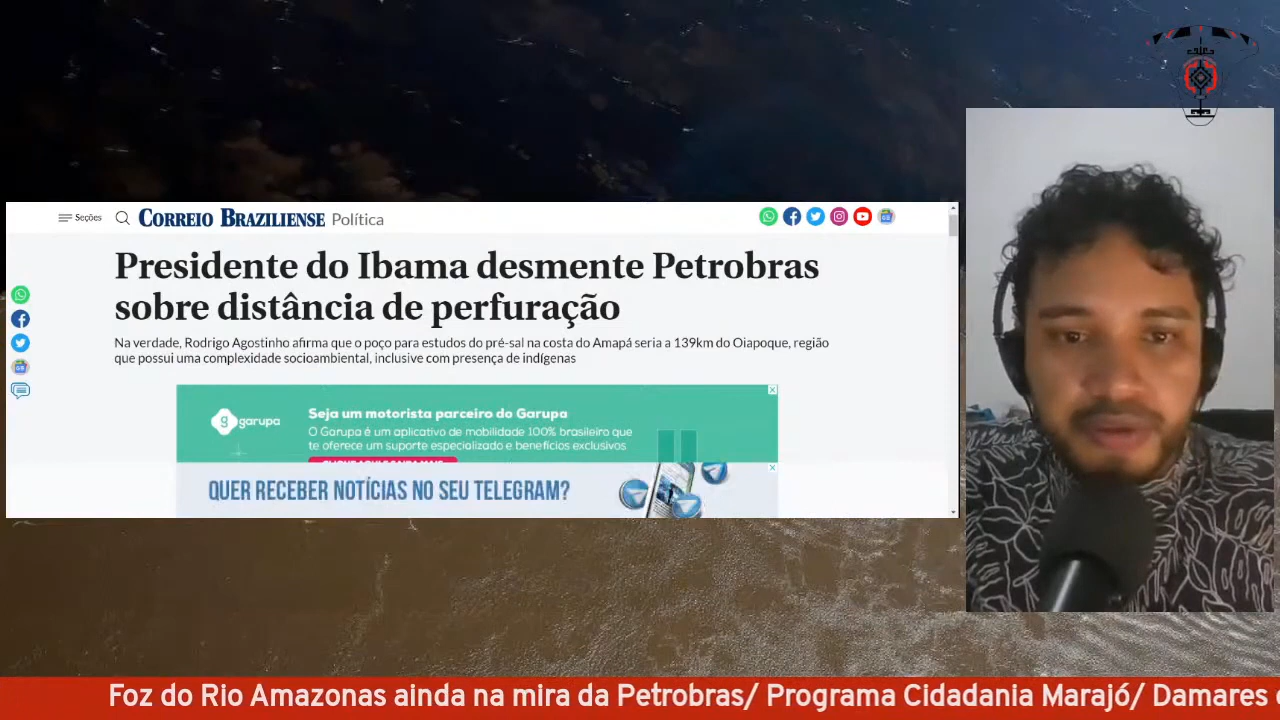 Seções
CORREIO BRAZILIENSE Política
Presidente do Ibama desmente Petrobras
sobre distância de perfuração
Na verdade, Rodrigo Agostinho afirma que o poço para estudos do pré-sal na costa do Amapá seria a 139km do Oiapoque, região
que possui uma complexidade socioambiental, inclusive com presença de indígenas
garupa
Seja um motorista parceiro do Garupa
O Garupa é um aplicativo de mobilidade 100% brasileiro que
te oferece um suporte especializado e benefícios exclusivos
QUER RECEBER NOTÍCIAS NO SEU TELEGRAM?
Foz do Rio Amazonas ainda na mira da Petrobras/ Programa Cidadania Marajó/ Damares